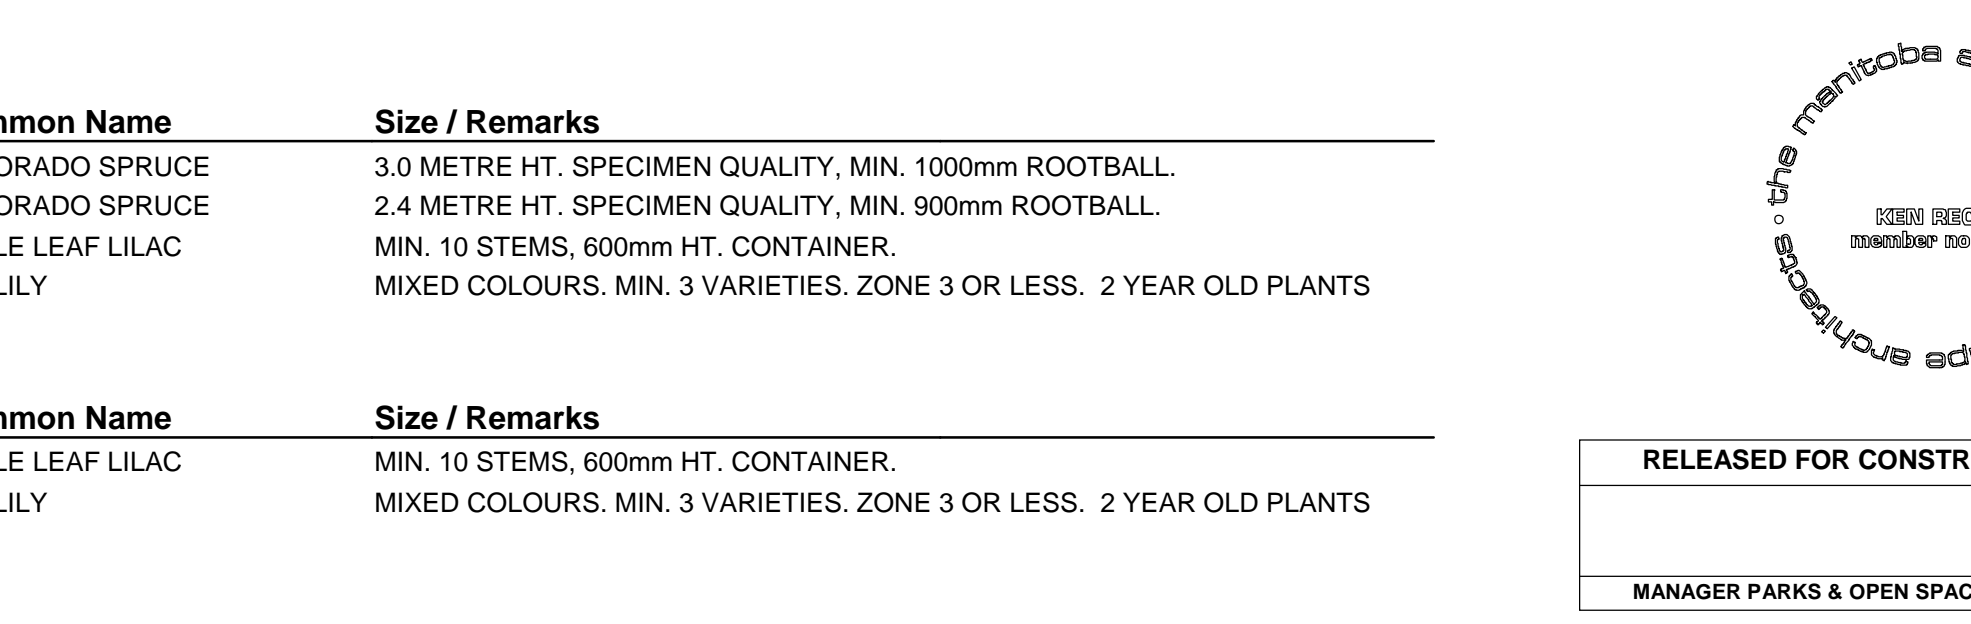 mmon Name Size / Remarks
ORADO SPRUCE 3.0 METRE HT. SPECIMEN QUALITY, MIN. 1000mm ROOTBALL.
ORADO SPRUCE 2.4 METRE HT. SPECIMEN QUALITY, MIN. 900mm ROOTBALL.
LE LEAF LILAC MIN. 10 STEMS, 600mm HT. CONTAINER.
LILY MIXED COLOURS. MIN. 3 VARIETIES. ZONE 3 OR LESS. 2 YEAR OLD PLANTS
mmon Name Size / Remarks
LE LEAF LILAC MIN. 10 STEMS, 600mm HT. CONTAINER.
LILY MIXED COLOURS. MIN. 3 VARIETIES. ZONE 3 OR LESS. 2 YEAR OLD PLANTS
the manitoba a
KEN REC
member no
pe architects
RELEASED FOR CONSTR
MANAGER PARKS & OPEN SPAC